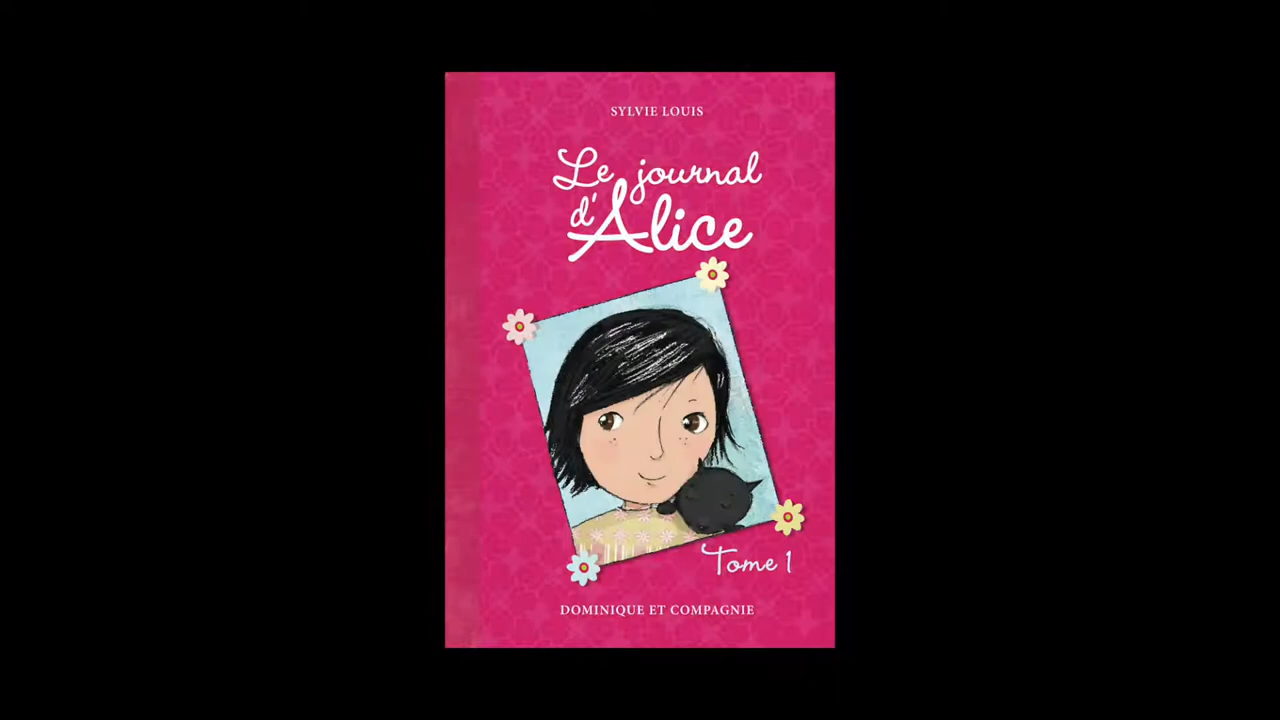 SYLVIE LOUIS
Le journal
d'Alice
Tome 1
DOMINIQUE ET COMPAGNIE